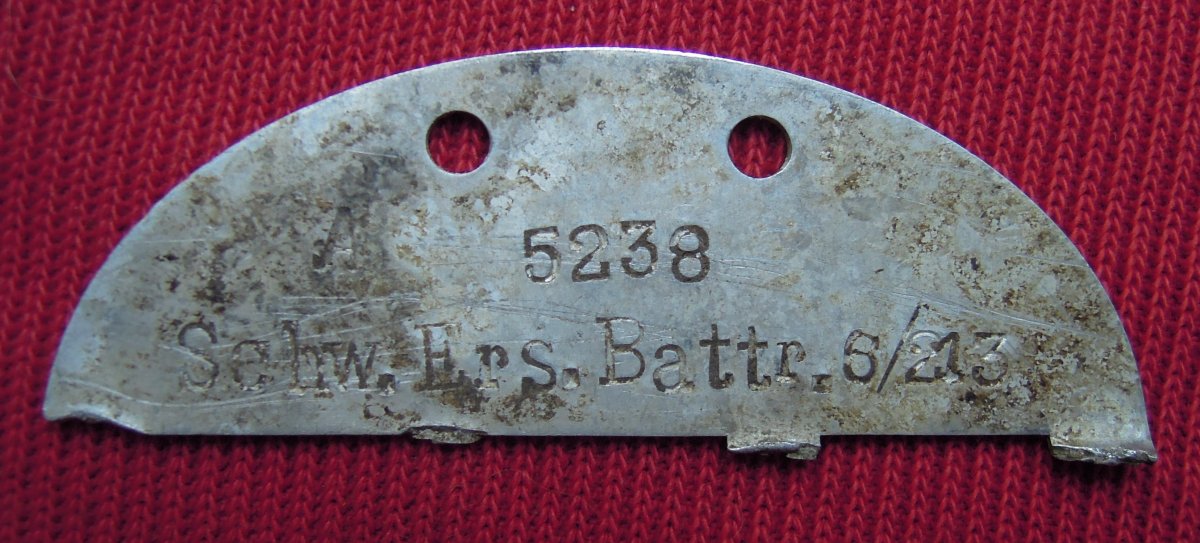 A 5238
Schw. Ers. Battr. 6/213